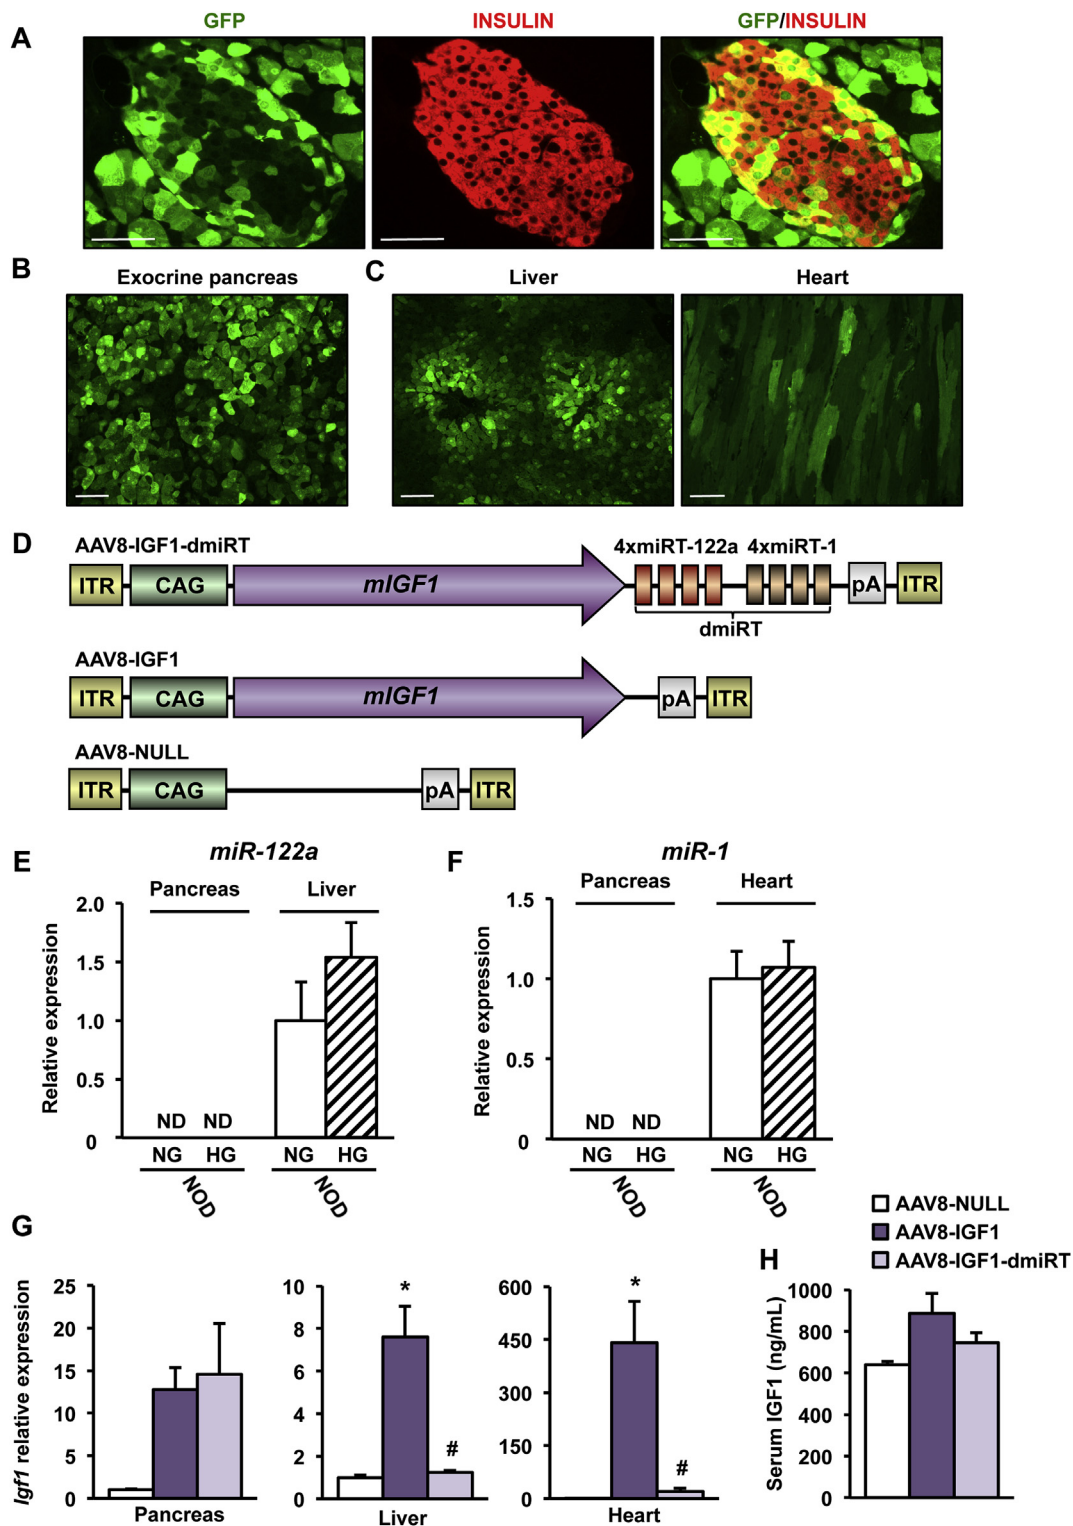 GFP INSULIN GFP/INSULIN
A
B Exocrine pancreas C Liver Heart
D
AAV8-IGF1-dmiRT 4xmiRT-122a 4xmiRT-1
ITR CAG mIGF1 pA ITR
dmiRT
AAV8-IGF1
ITR CAG mIGF1 pA ITR
AAV8-NULL
ITR CAG pA ITR
E miR-122a
Pancreas Liver
Relative expression
2.0
1.5
1.0
0.5
0
ND ND
NG HG NG HG
NOD NOD
F miR-1
Pancreas Heart
Relative expression
1.5
1.0
0.5
0
ND ND
NG HG NG HG
NOD NOD
AAV8-NULL
AAV8-IGF1
AAV8-IGF1-dmiRT
G
Igf1 relative expression
25
20
15
10
5
0
Pancreas
10
8
6
4
2
0
*
#
Liver
600
450
300
150
0
*
#
Heart
H
Serum IGF1 (ng/mL)
1000
800
600
400
200
0